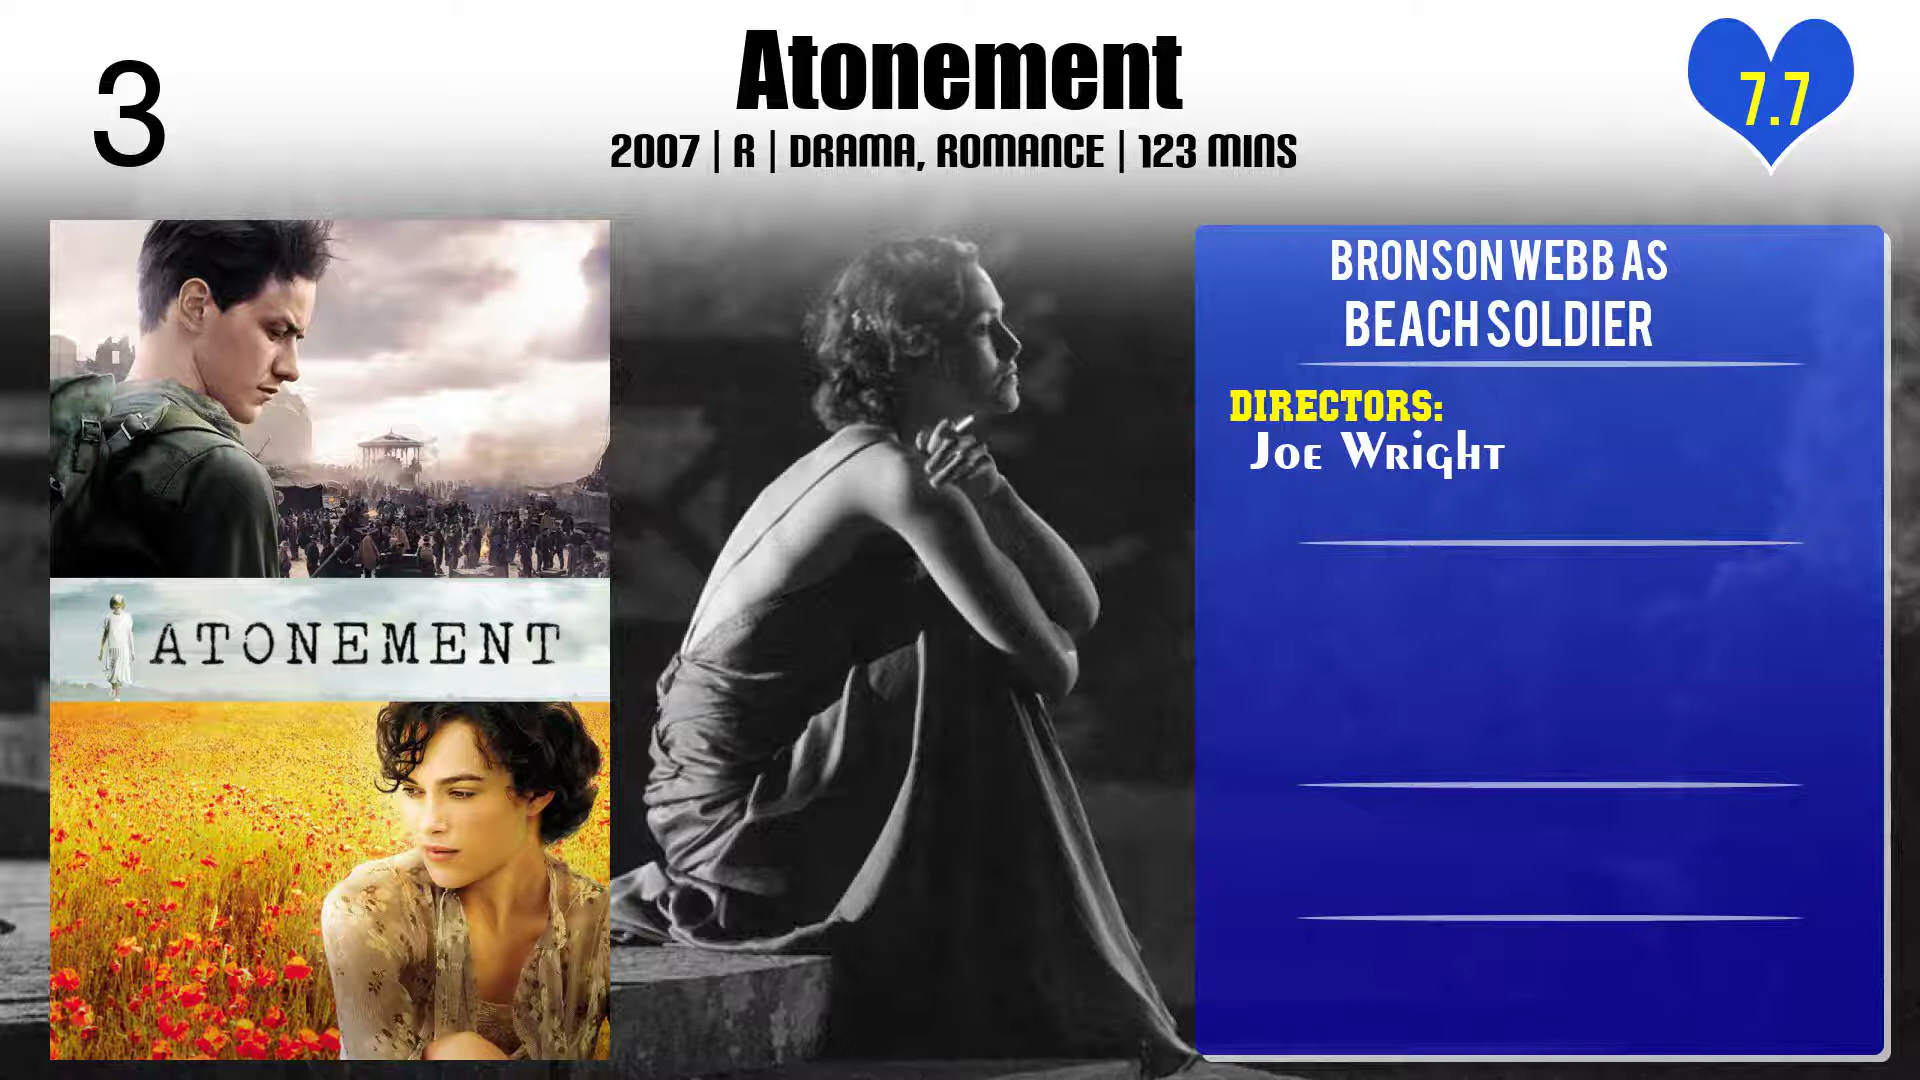 3
Atonement
2007 | R | DRAMA, ROMANCE | 123 MINS
7.7
ATONEMENT
BRONSON WEBB AS
BEACH SOLDIER
DIRECTORS:
Joe Wright